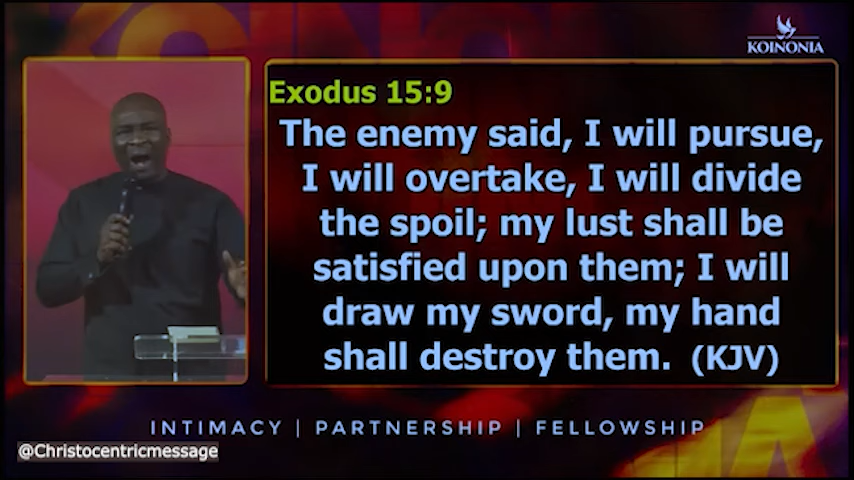 KOINONIA
Exodus 15:9
The enemy said, I will pursue,
I will overtake, I will divide
the spoil; my lust shall be
satisfied upon them; I will
draw my sword, my hand
shall destroy them. (KJV)
INTIMACY | PARTNERSHIP | FELLOWSHIP
@Christocentricmessage